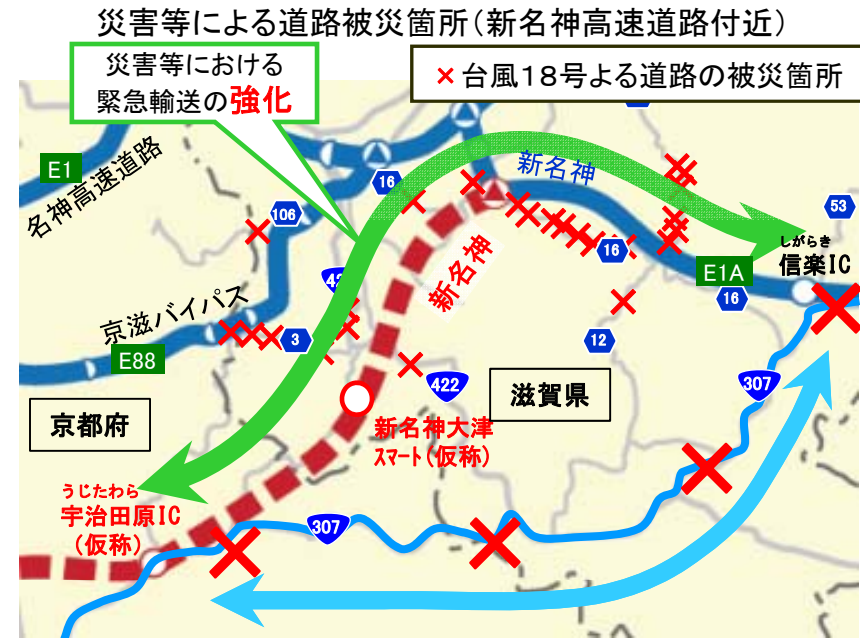 災害等による道路被災箇所（新名神高速道路付近）
災害等における
緊急輸送の強化
×台風１８号よる道路の被災箇所
E1
名神高速道路
16
新名神
53
106
しがらき
信楽IC
16
E1A
16
新名神
京滋バイパス
3
12
E88
422
307
滋賀県
京都府
新名神大津
スマート（仮称）
うじたわら
宇治田原IC
（仮称）
307